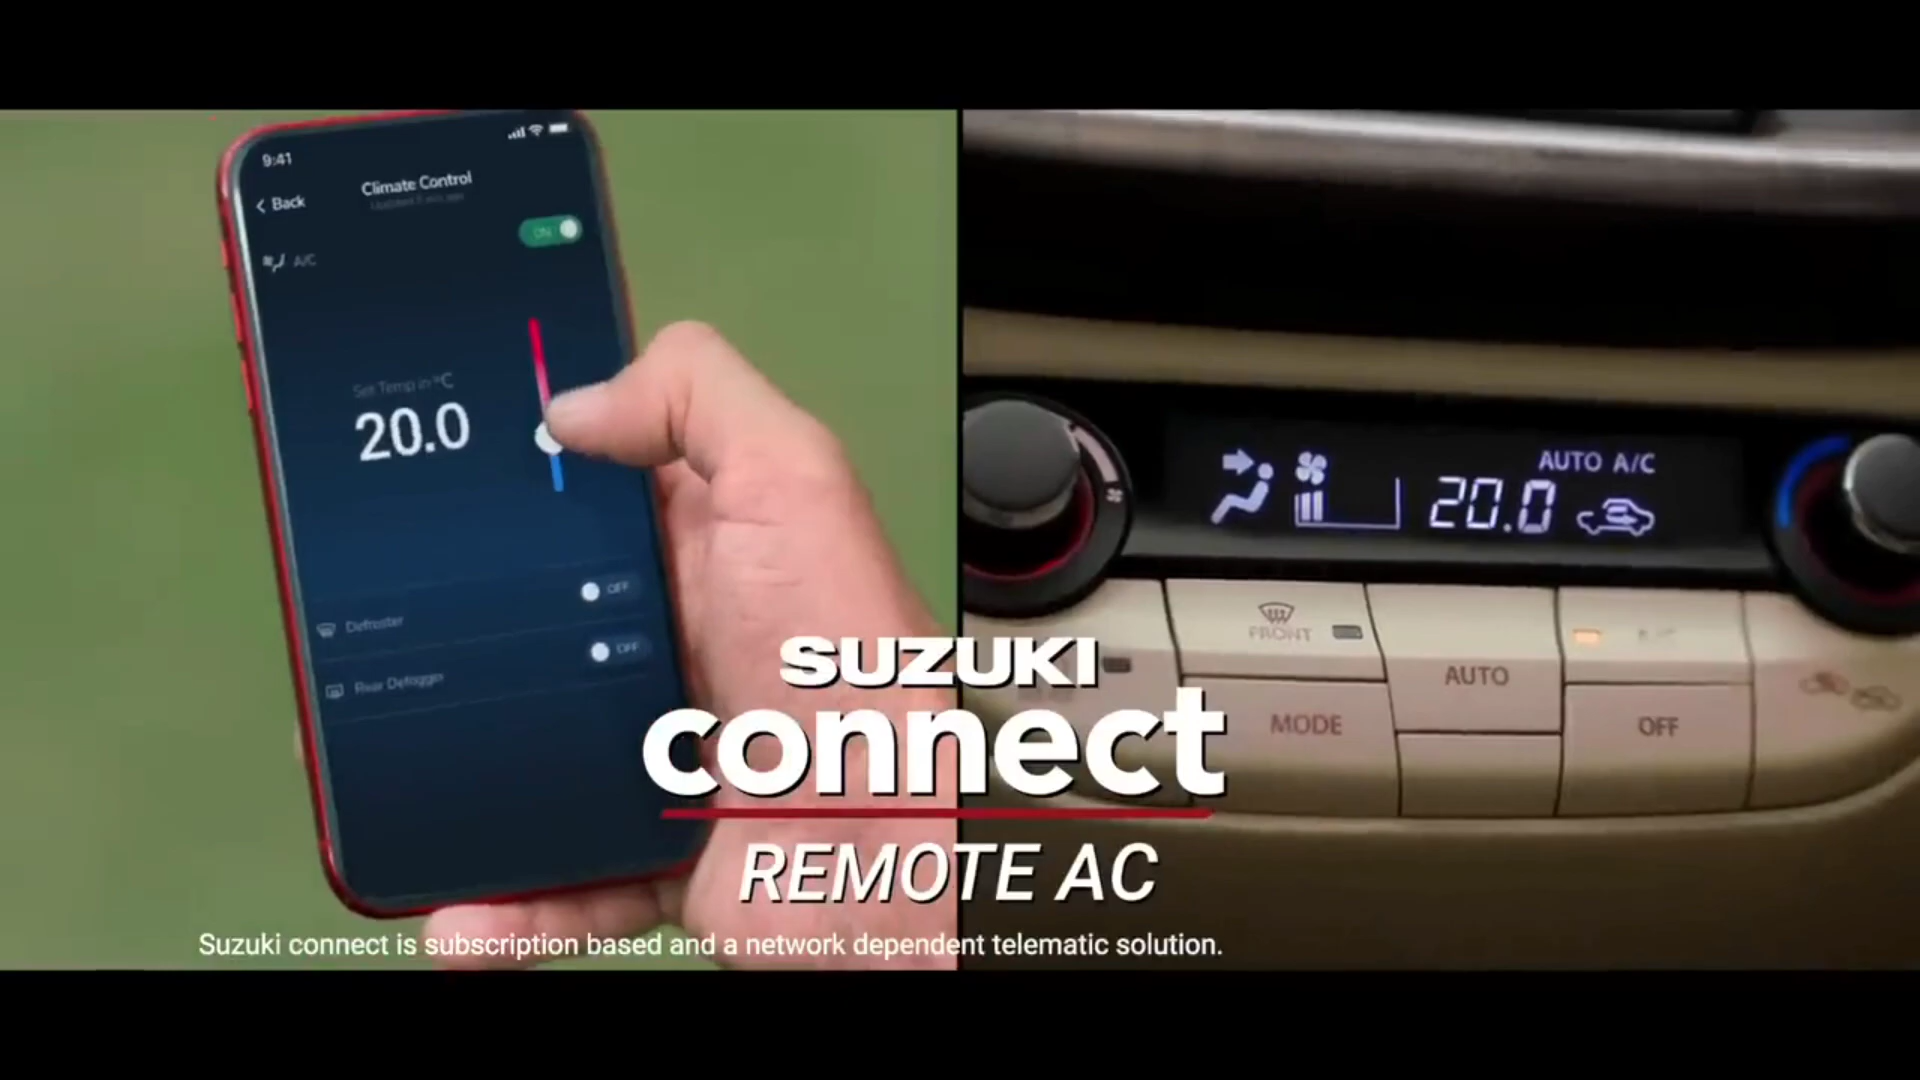 9:41
Back
Climate Control
ON
A/C
Set Temp in °C
20.0
OFF
Defroster
OFF
Rear Defogger
AUTO A/C
20.0
FRONT
AUTO
MODE
OFF
SUZUKI
connect
REMOTE AC
Suzuki connect is subscription based and a network dependent telematic solution.